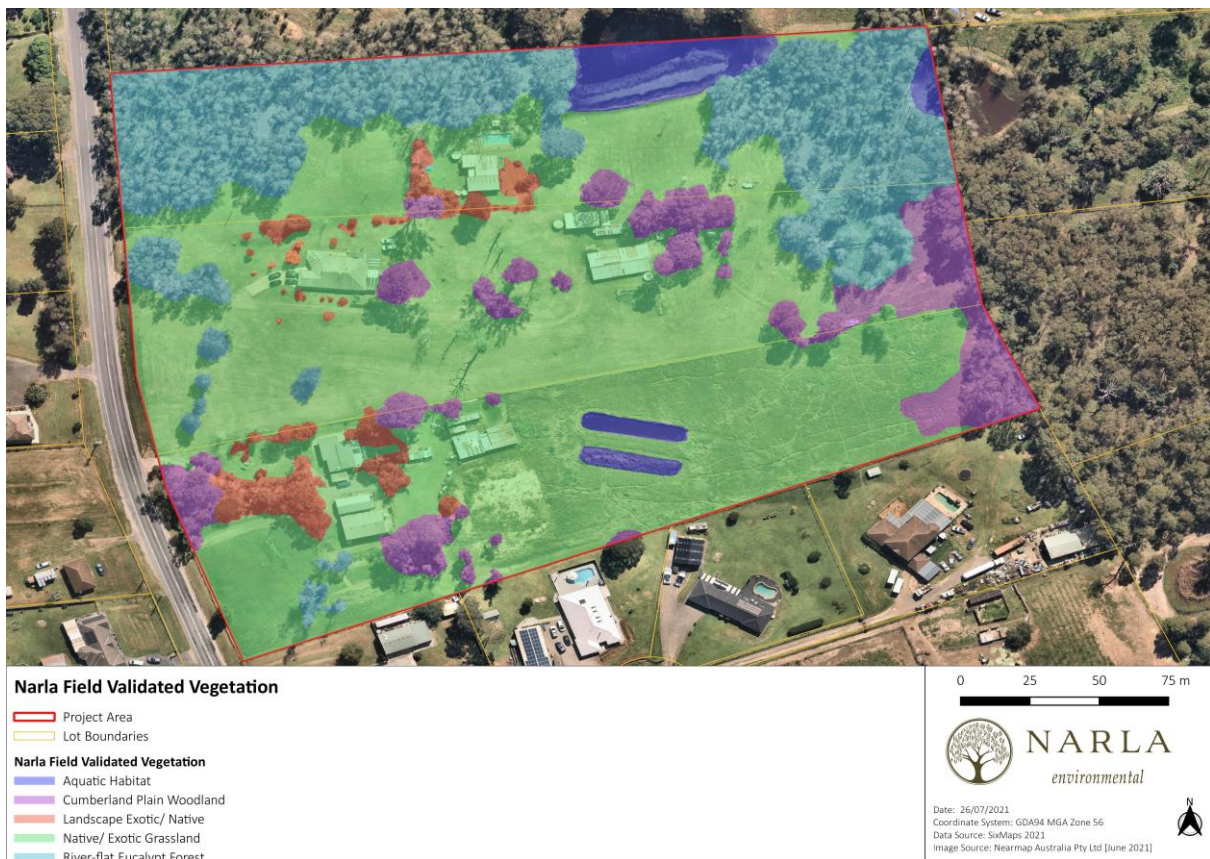 Narla Field Validated Vegetation
Project Area
Lot Boundaries
Narla Field Validated Vegetation
Aquatic Habitat
Cumberland Plain Woodland
Landscape Exotic/ Native
Native/ Exotic Grassland
River-flat Eucalypt Forest
0 25 50 75 m
NARLA
environmental
N
Date: 26/07/2021
Coordinate System: GDA94 MGA Zone 56
Data Source: SixMaps 2021
Image Source: Nearmap Australia Pty Ltd [June 2021]